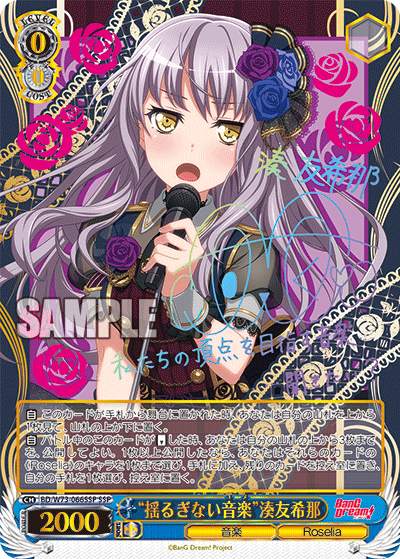 LEVEL
0
0
COST
湊 友希那
SAMPLE
私たちの頂点を目指す音楽
【自】 このカードが手札から舞台に置かれた時、あなたは自分の山札を上から
1枚見て、山札の上か下に置く。
【自】 バトル中のこのカードが した時、あなたは自分の山札の上から3枚まで
を、公開してよい。1枚以上公開したなら、あなたはそれらのカードの
《Roselia》のキャラを1枚まで選び、手札に加え、残りのカードを控え室に置き、
自分の手札を1枚選び、控え室に置く。
CH BD/W73-066SSP SSP
2000
“揺るぎない音楽”湊友希那
BanG Dream!
音楽
Roselia
©BanG Dream! Project